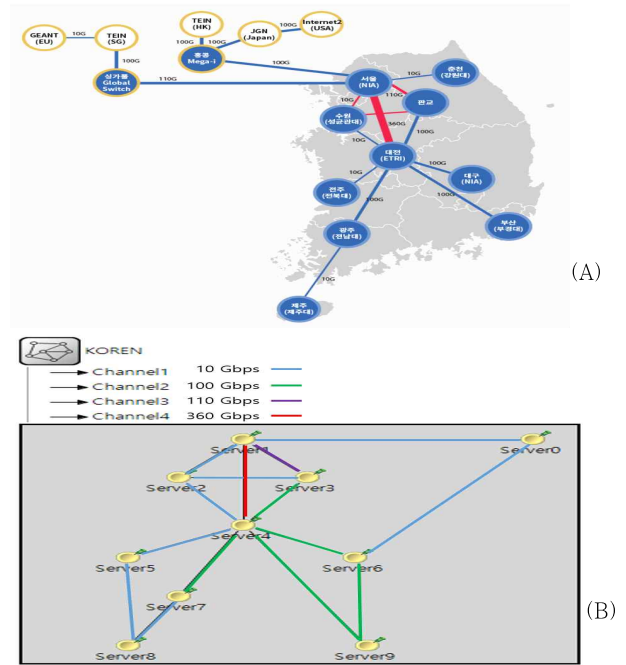 GEANT
(EU)
10G
TEIN
(SG)
100G
싱가폴
Global
Switch
110G
TEIN
(HK)
100G
100G
홍콩
Mega-i
JGN
(Japan)
100G
Internet2
(USA)
100G
서울
(NIA)
10G
춘천
(강원대)
110G
판교
10G
수원
(성균관대)
360G
100G
10G
대전
(ETRI)
100G
대구
(NIA)
100G
부산
(부경대)
10G
전주
(전북대)
100G
광주
(전남대)
10G
제주
(제주대)
(A)
KOREN
Channel1 10 Gbps
Channel2 100 Gbps
Channel3 110 Gbps
Channel4 360 Gbps
Server1
Server0
Server2
Server3
Server4
Server5
Server6
Server7
Server8
Server9
(B)